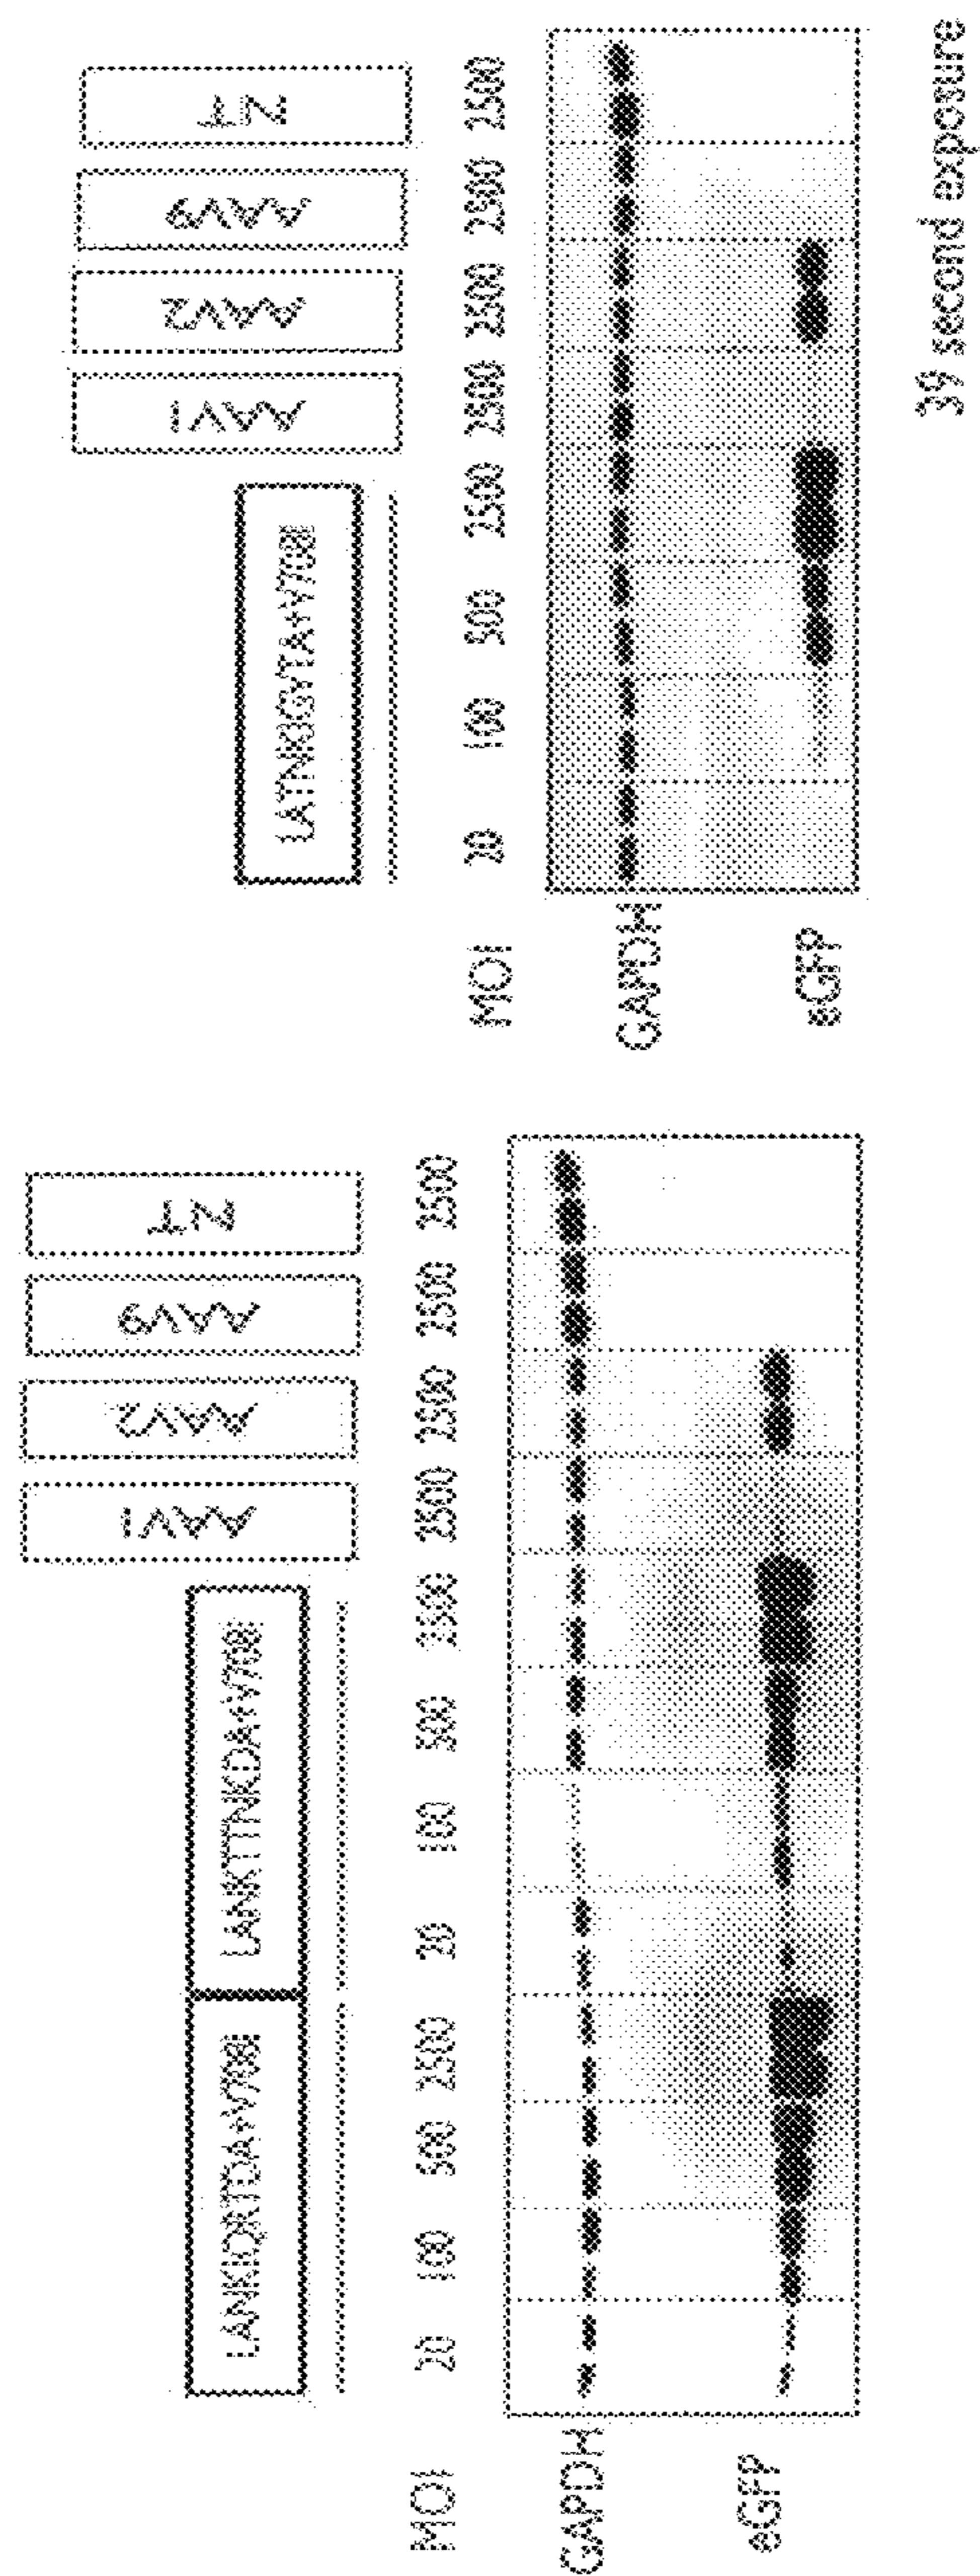 LANKIQRTDA+V708I LANKTTNKDA+V708I AAV1 AAV2 AAV9 NT
MOI 20 100 500 2500 20 100 500 2500 2500 2500 2500 2500
GAPDH
eGFP
LATNKIGVTA+V708I AAV1 AAV2 AAV9 NT
MOI 20 100 500 2500 2500 2500 2500 2500
GAPDH
eGFP
39 second exposure